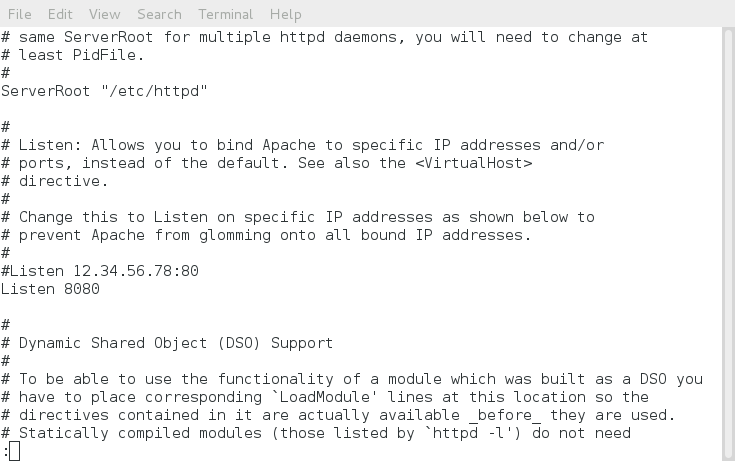 File Edit View Search Terminal Help
# same ServerRoot for multiple httpd daemons, you will need to change at
# least PidFile.
#
ServerRoot "/etc/httpd"
#
# Listen: Allows you to bind Apache to specific IP addresses and/or
# ports, instead of the default. See also the <VirtualHost>
# directive.
#
# Change this to Listen on specific IP addresses as shown below to
# prevent Apache from glomming onto all bound IP addresses.
#
#Listen 12.34.56.78:80
Listen 8080
#
# Dynamic Shared Object (DSO) Support
#
# To be able to use the functionality of a module which was built as a DSO you
# have to place corresponding `LoadModule' lines at this location so the
# directives contained in it are actually available _before_ they are used.
# Statically compiled modules (those listed by `httpd -l') do not need
: